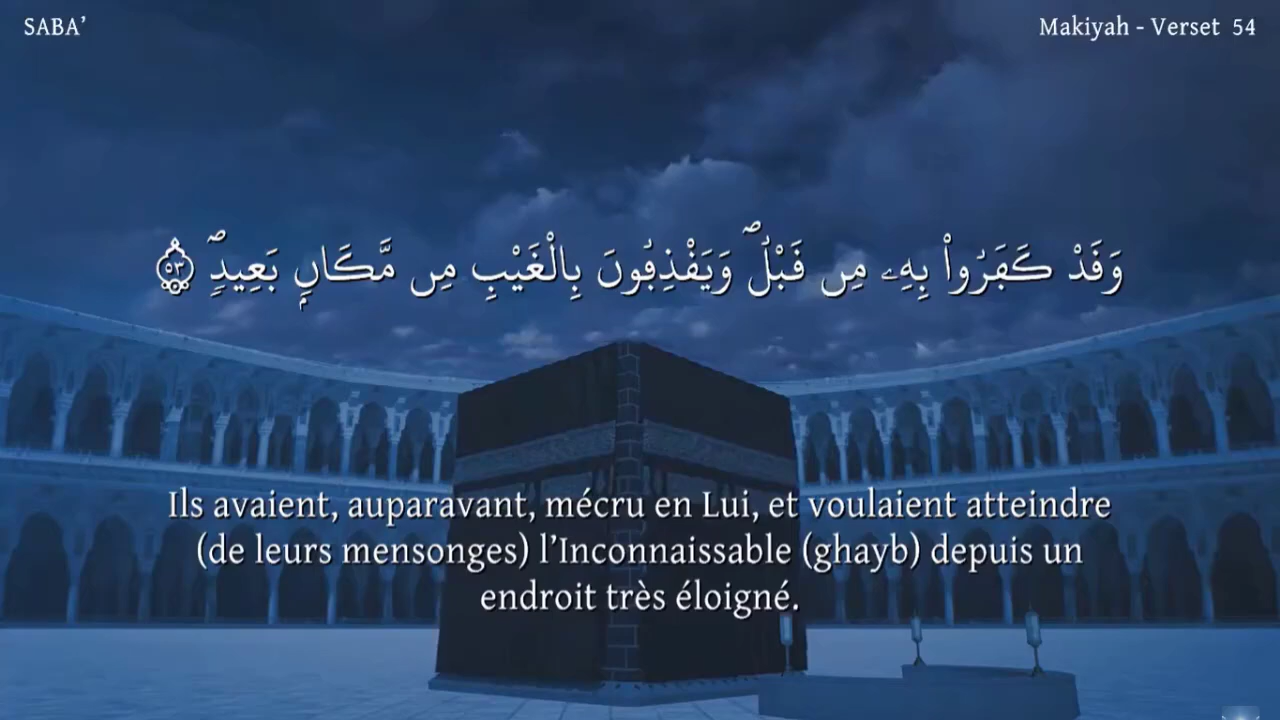 SABA’
Makiyah - Verset 54
وَقَدْ كَفَرُواْ بِهِۦ مِن قَبْلُ وَيَقْذِفُونَ بِالْغَيْبِ مِن مَّكَانِۢ بَعِيدٍ ٥٣
Ils avaient, auparavant, mécru en Lui, et voulaient atteindre
(de leurs mensonges) l’Inconnaissable (ghayb) depuis un
endroit très éloigné.